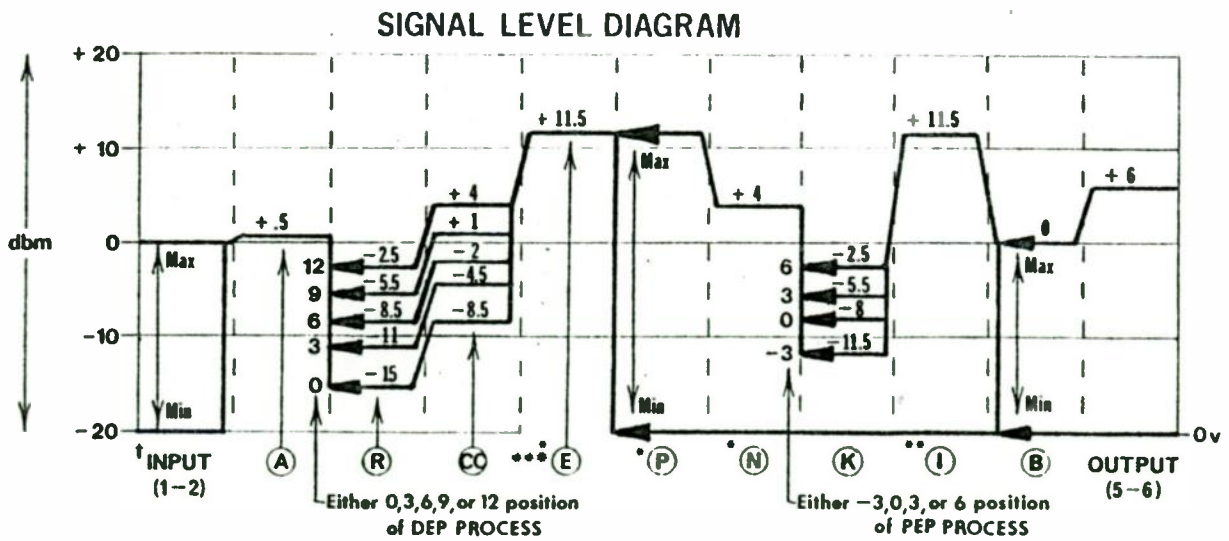 SIGNAL LEVEL DIAGRAM
+ 20
+ 11.5
+ 11.5
+ 10
Max
+ 4
+ 4
+ 6
+ .5
+ 1
dbm
0
0
Max
12
-2.5
-2
6
-2.5
Max
9
-5.5
-4.5
3
-5.5
6
-8.5
-8.5
0
-8
-10
3
-11
-3
-11.5
0
-15
Min
Min
Min
-20
0v
† INPUT
(1-2)
A
R
CC
*** E
* P
* N
K
** I
B
OUTPUT
(5-6)
Either 0,3,6,9, or 12 position
of DEP PROCESS
Either -3,0,3, or 6 position
of PEP PROCESS